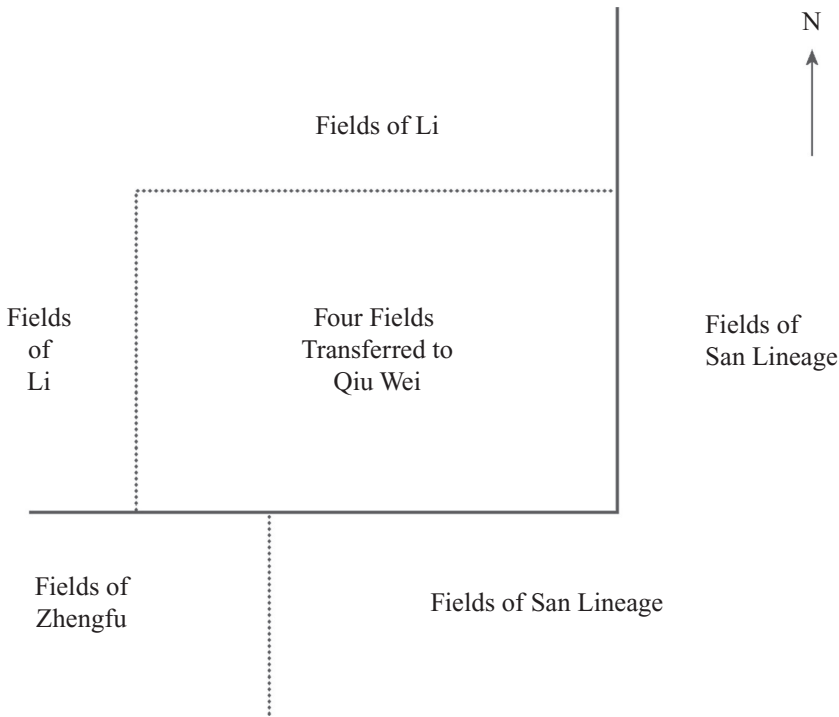 N
Fields of Li
Fields
of
Li
Four Fields
Transferred to
Qiu Wei
Fields of
San Lineage
Fields of
Zhengfu
Fields of San Lineage